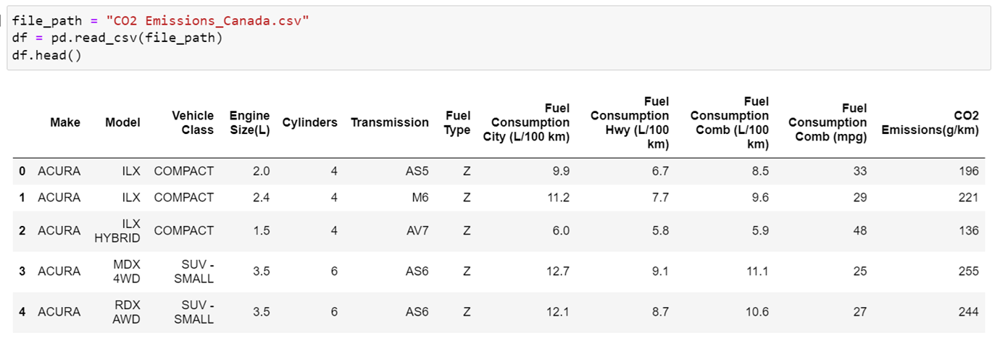 file_path = "CO2 Emissions_Canada.csv"
df = pd.read_csv(file_path)
df.head()
Make Model Vehicle Class Engine Size(L) Cylinders Transmission Fuel Type Fuel Consumption City (L/100 km) Fuel Consumption Hwy (L/100 km) Fuel Consumption Comb (L/100 km) Fuel Consumption Comb (mpg) CO2 Emissions(g/km)
0 ACURA ILX COMPACT 2.0 4 AS5 Z 9.9 6.7 8.5 33 196
1 ACURA ILX COMPACT 2.4 4 M6 Z 11.2 7.7 9.6 29 221
2 ACURA ILX HYBRID COMPACT 1.5 4 AV7 Z 6.0 5.8 5.9 48 136
3 ACURA MDX 4WD SUV - SMALL 3.5 6 AS6 Z 12.7 9.1 11.1 25 255
4 ACURA RDX AWD SUV - SMALL 3.5 6 AS6 Z 12.1 8.7 10.6 27 244